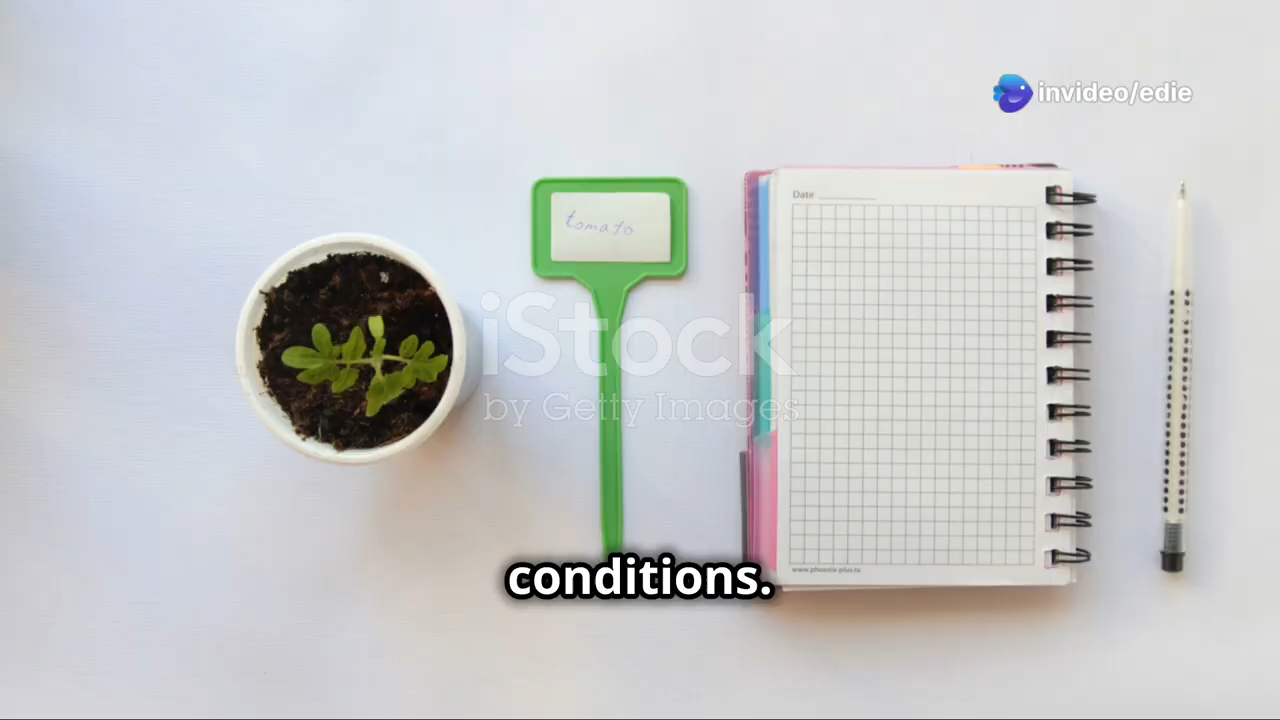 invideo/edie
Date
tomato
iStock
by Getty Images
www.phoenix-plus.ru
conditions.